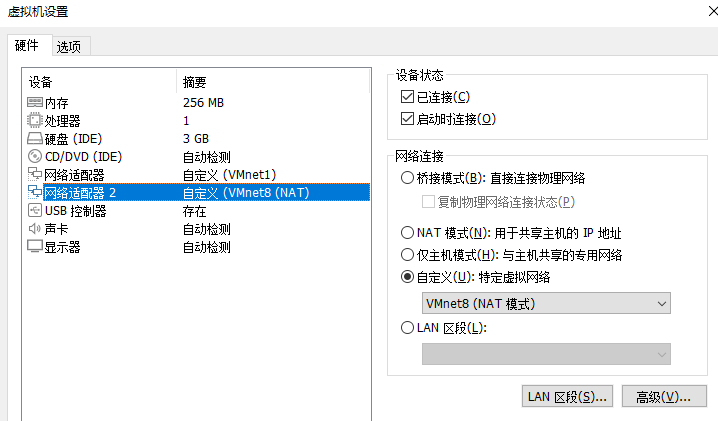 虚拟机设置
硬件 选项
设备 摘要
内存 256 MB
处理器 1
硬盘 (IDE) 3 GB
CD/DVD (IDE) 自动检测
网络适配器 自定义 (VMnet1)
网络适配器 2 自定义 (VMnet8 (NAT)
USB 控制器 存在
声卡 自动检测
显示器 自动检测
设备状态
已连接(C)
启动时连接(O)
网络连接
桥接模式(B): 直接连接物理网络
复制物理网络连接状态(P)
NAT 模式(N): 用于共享主机的 IP 地址
仅主机模式(H): 与主机共享的专用网络
自定义(U): 特定虚拟网络
VMnet8 (NAT 模式)
LAN 区段(L):
LAN 区段(S)... 高级(V)...